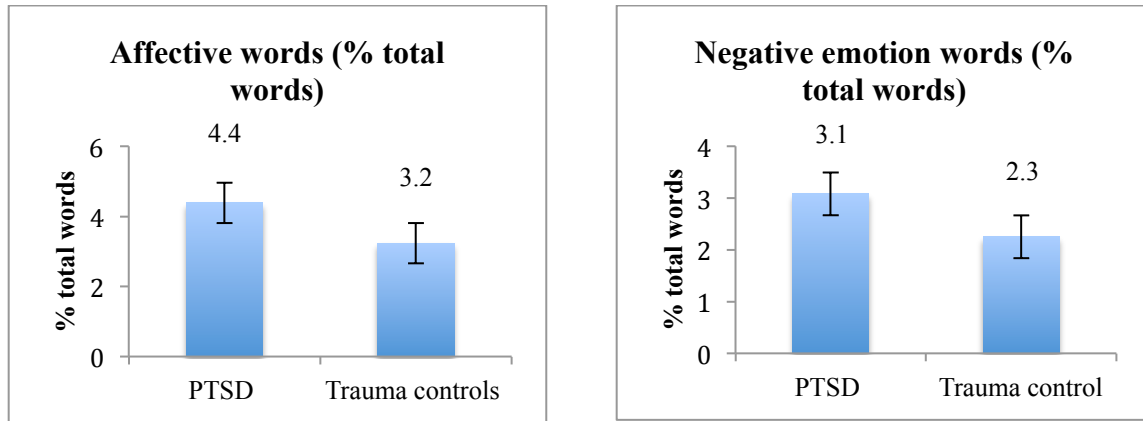 Affective words (% total
words)
4.4
3.2
6
4
2
0
% total words
PTSD
Trauma controls
Negative emotion words (%
total words)
3.1
2.3
4
3
2
1
0
% total words
PTSD
Trauma control